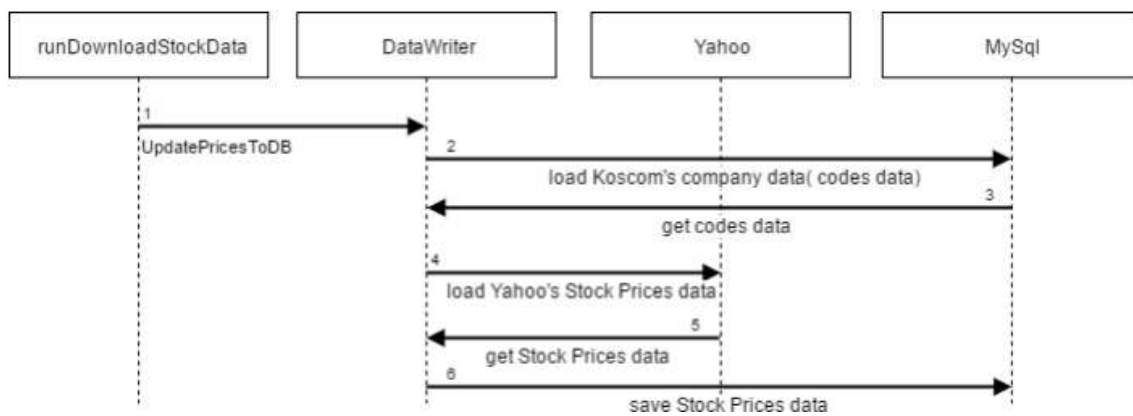 runDownloadStockData
DataWriter
Yahoo
MySql
1
UpdatePricesToDB
2
load Koscom's company data( codes data)
3
get codes data
4
load Yahoo's Stock Prices data
5
get Stock Prices data
6
save Stock Prices data